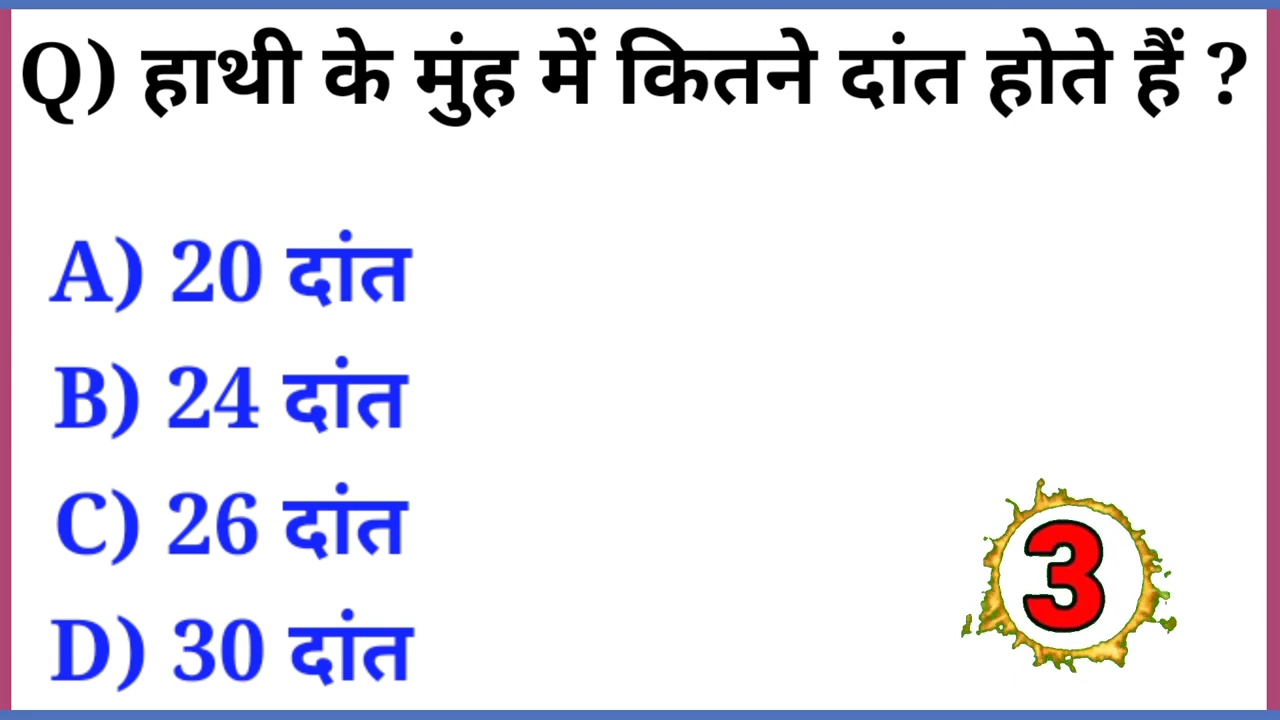 Q) हाथी के मुंह में कितने दांत होते हैं ?
A) 20 दांत
B) 24 दांत
C) 26 दांत
D) 30 दांत
3